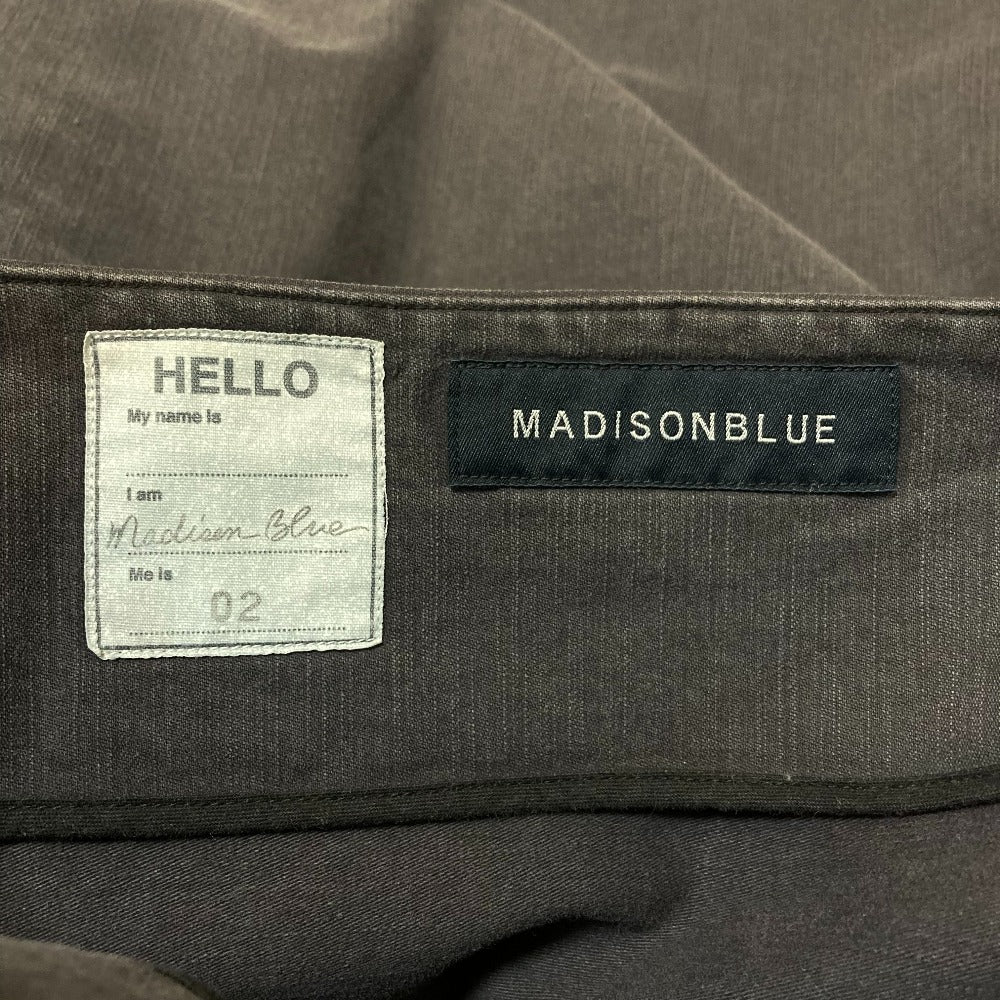 HELLO
My name is
I am
Madison Blue
Me is
02
MADISONBLUE